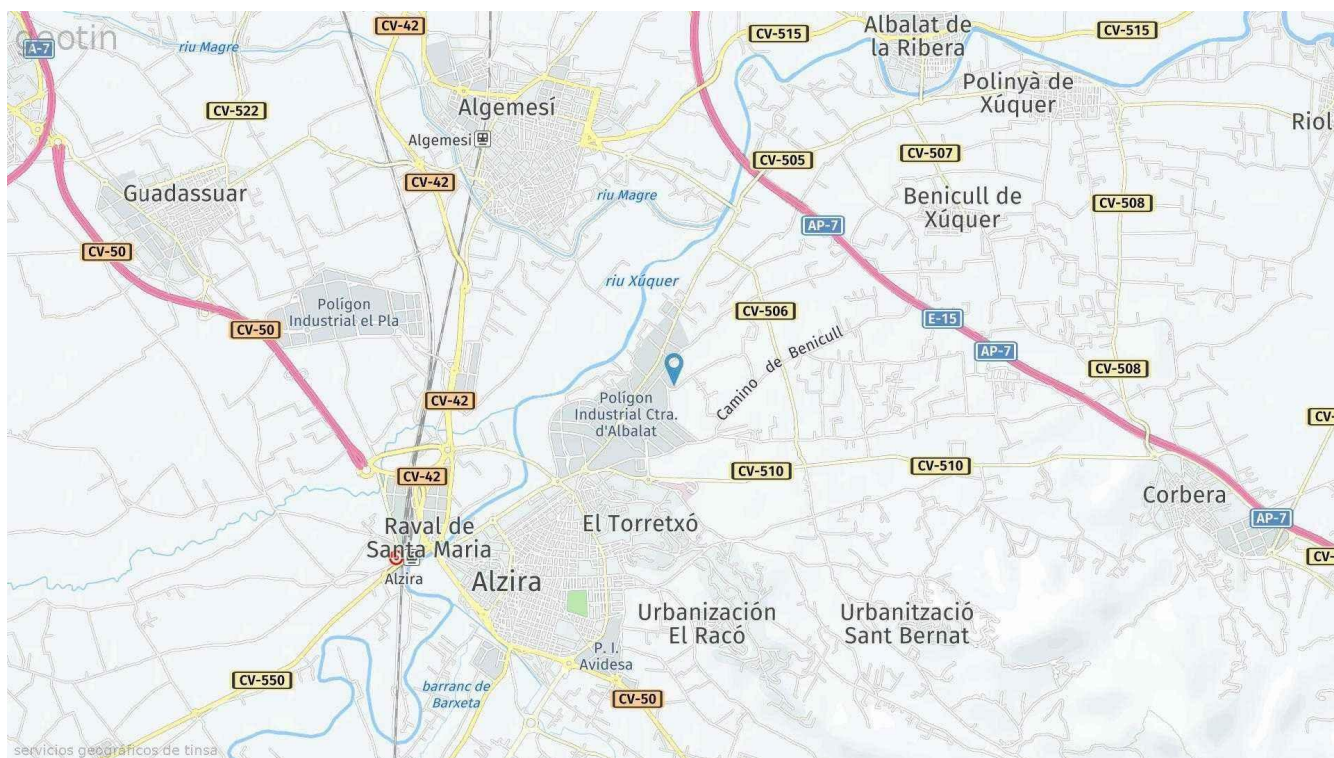 geotin
A-7
riu Magre
CV-42
CV-515
Albalat de
la Ribera
CV-515
CV-522
Algemesí
Polinyà de
Xúquer
Riol
Algemesi
CV-505
CV-507
Guadassuar
CV-42
riu Magre
Benicull de
Xúquer
CV-508
CV-50
AP-7
riu Xúquer
Polígon
Industrial el Pla
CV-506
E-15
CV-50
Camino de Benicull
AP-7
CV-508
CV-42
Polígon
Industrial Ctra.
d'Albalat
CV-
CV-42
CV-510
CV-510
Corbera
Raval de
Santa Maria
El Torretxó
AP-7
Alzira
Alzira
CV-
Urbanización
El Racó
Urbanització
Sant Bernat
P. I.
Avidesa
CV-550
barranc de
Barxeta
CV-50
servicios geográficos de tinsa